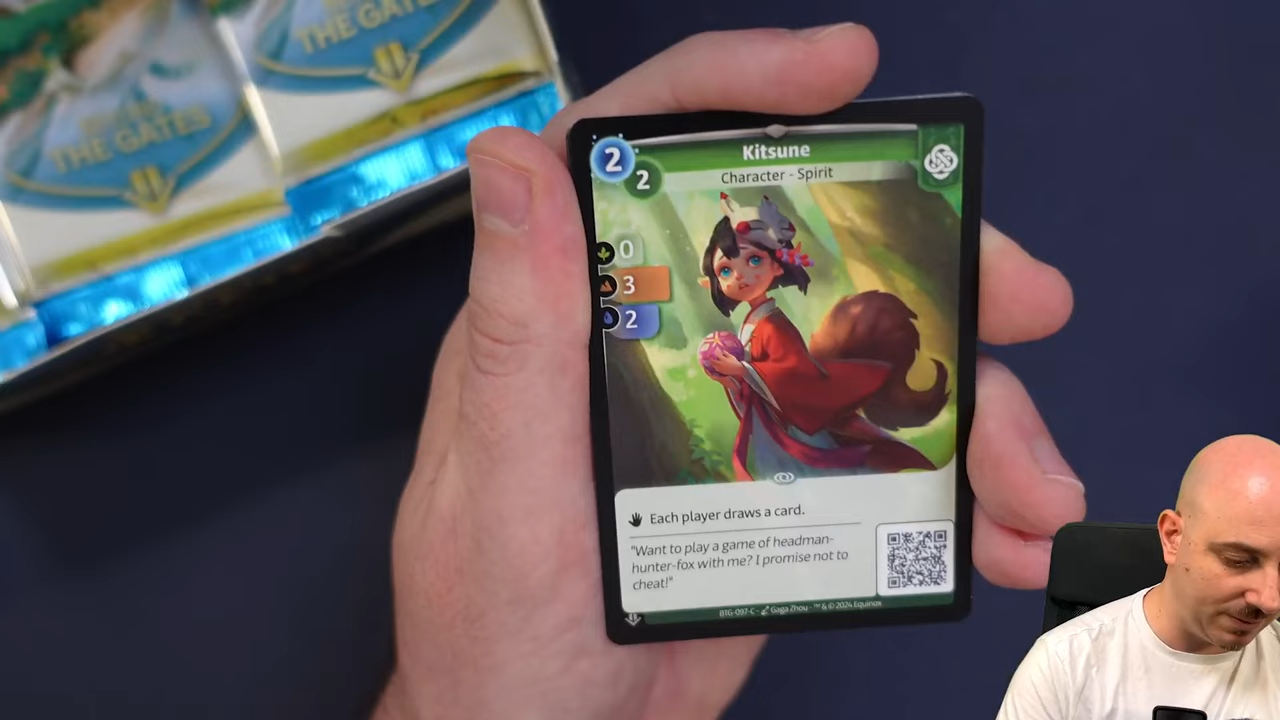 THE GATES
THE GATES
2
2
Kitsune
Character - Spirit
0
3
2
Each player draws a card.
"Want to play a game of headman-
hunter-fox with me? I promise not to
cheat!"
BTG-097-C - Gaga Zhou - ™ & © 2024 Equinox